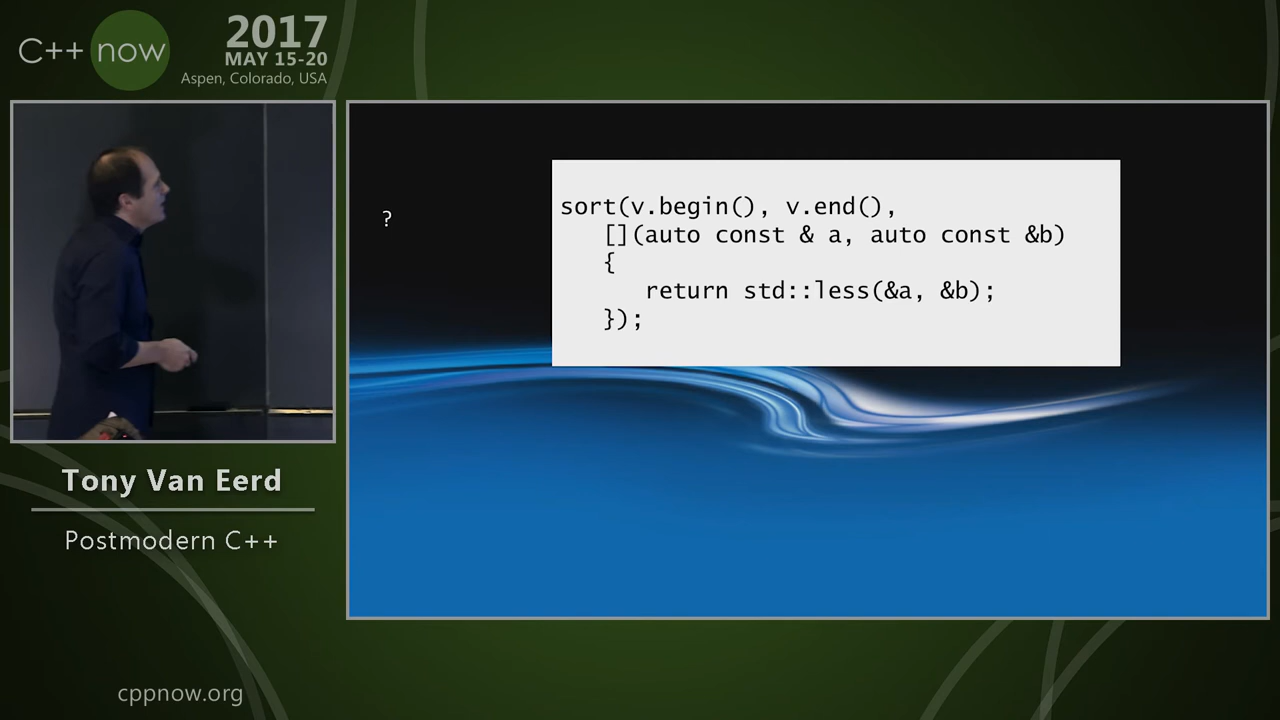 C++ now
2017
MAY 15-20
Aspen, Colorado, USA
?
sort(v.begin(), v.end(),
[](auto const & a, auto const &b)
{
return std::less(&a, &b);
});
Tony Van Eerd
Postmodern C++
cppnow.org